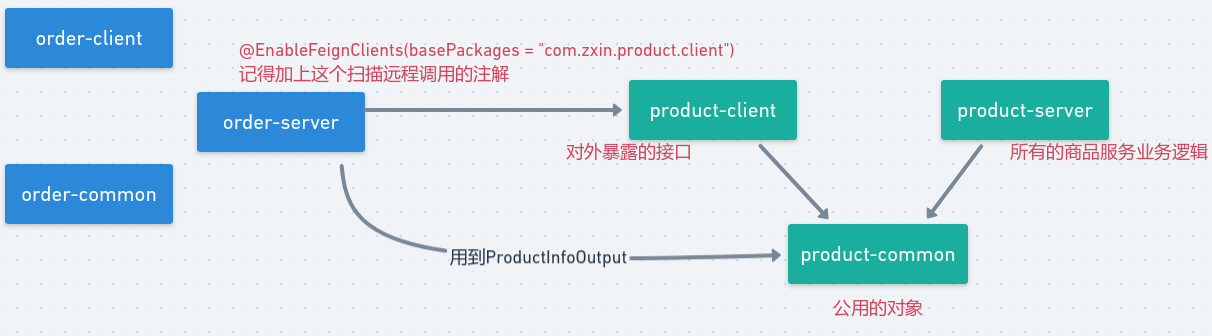 order-client
@EnableFeignClients(basePackages = "com.zxin.product.client")
记得加上这个扫描远程调用的注解
order-server
product-client
product-server
对外暴露的接口
所有的商品服务业务逻辑
order-common
用到ProductInfoOutput
product-common
公用的对象